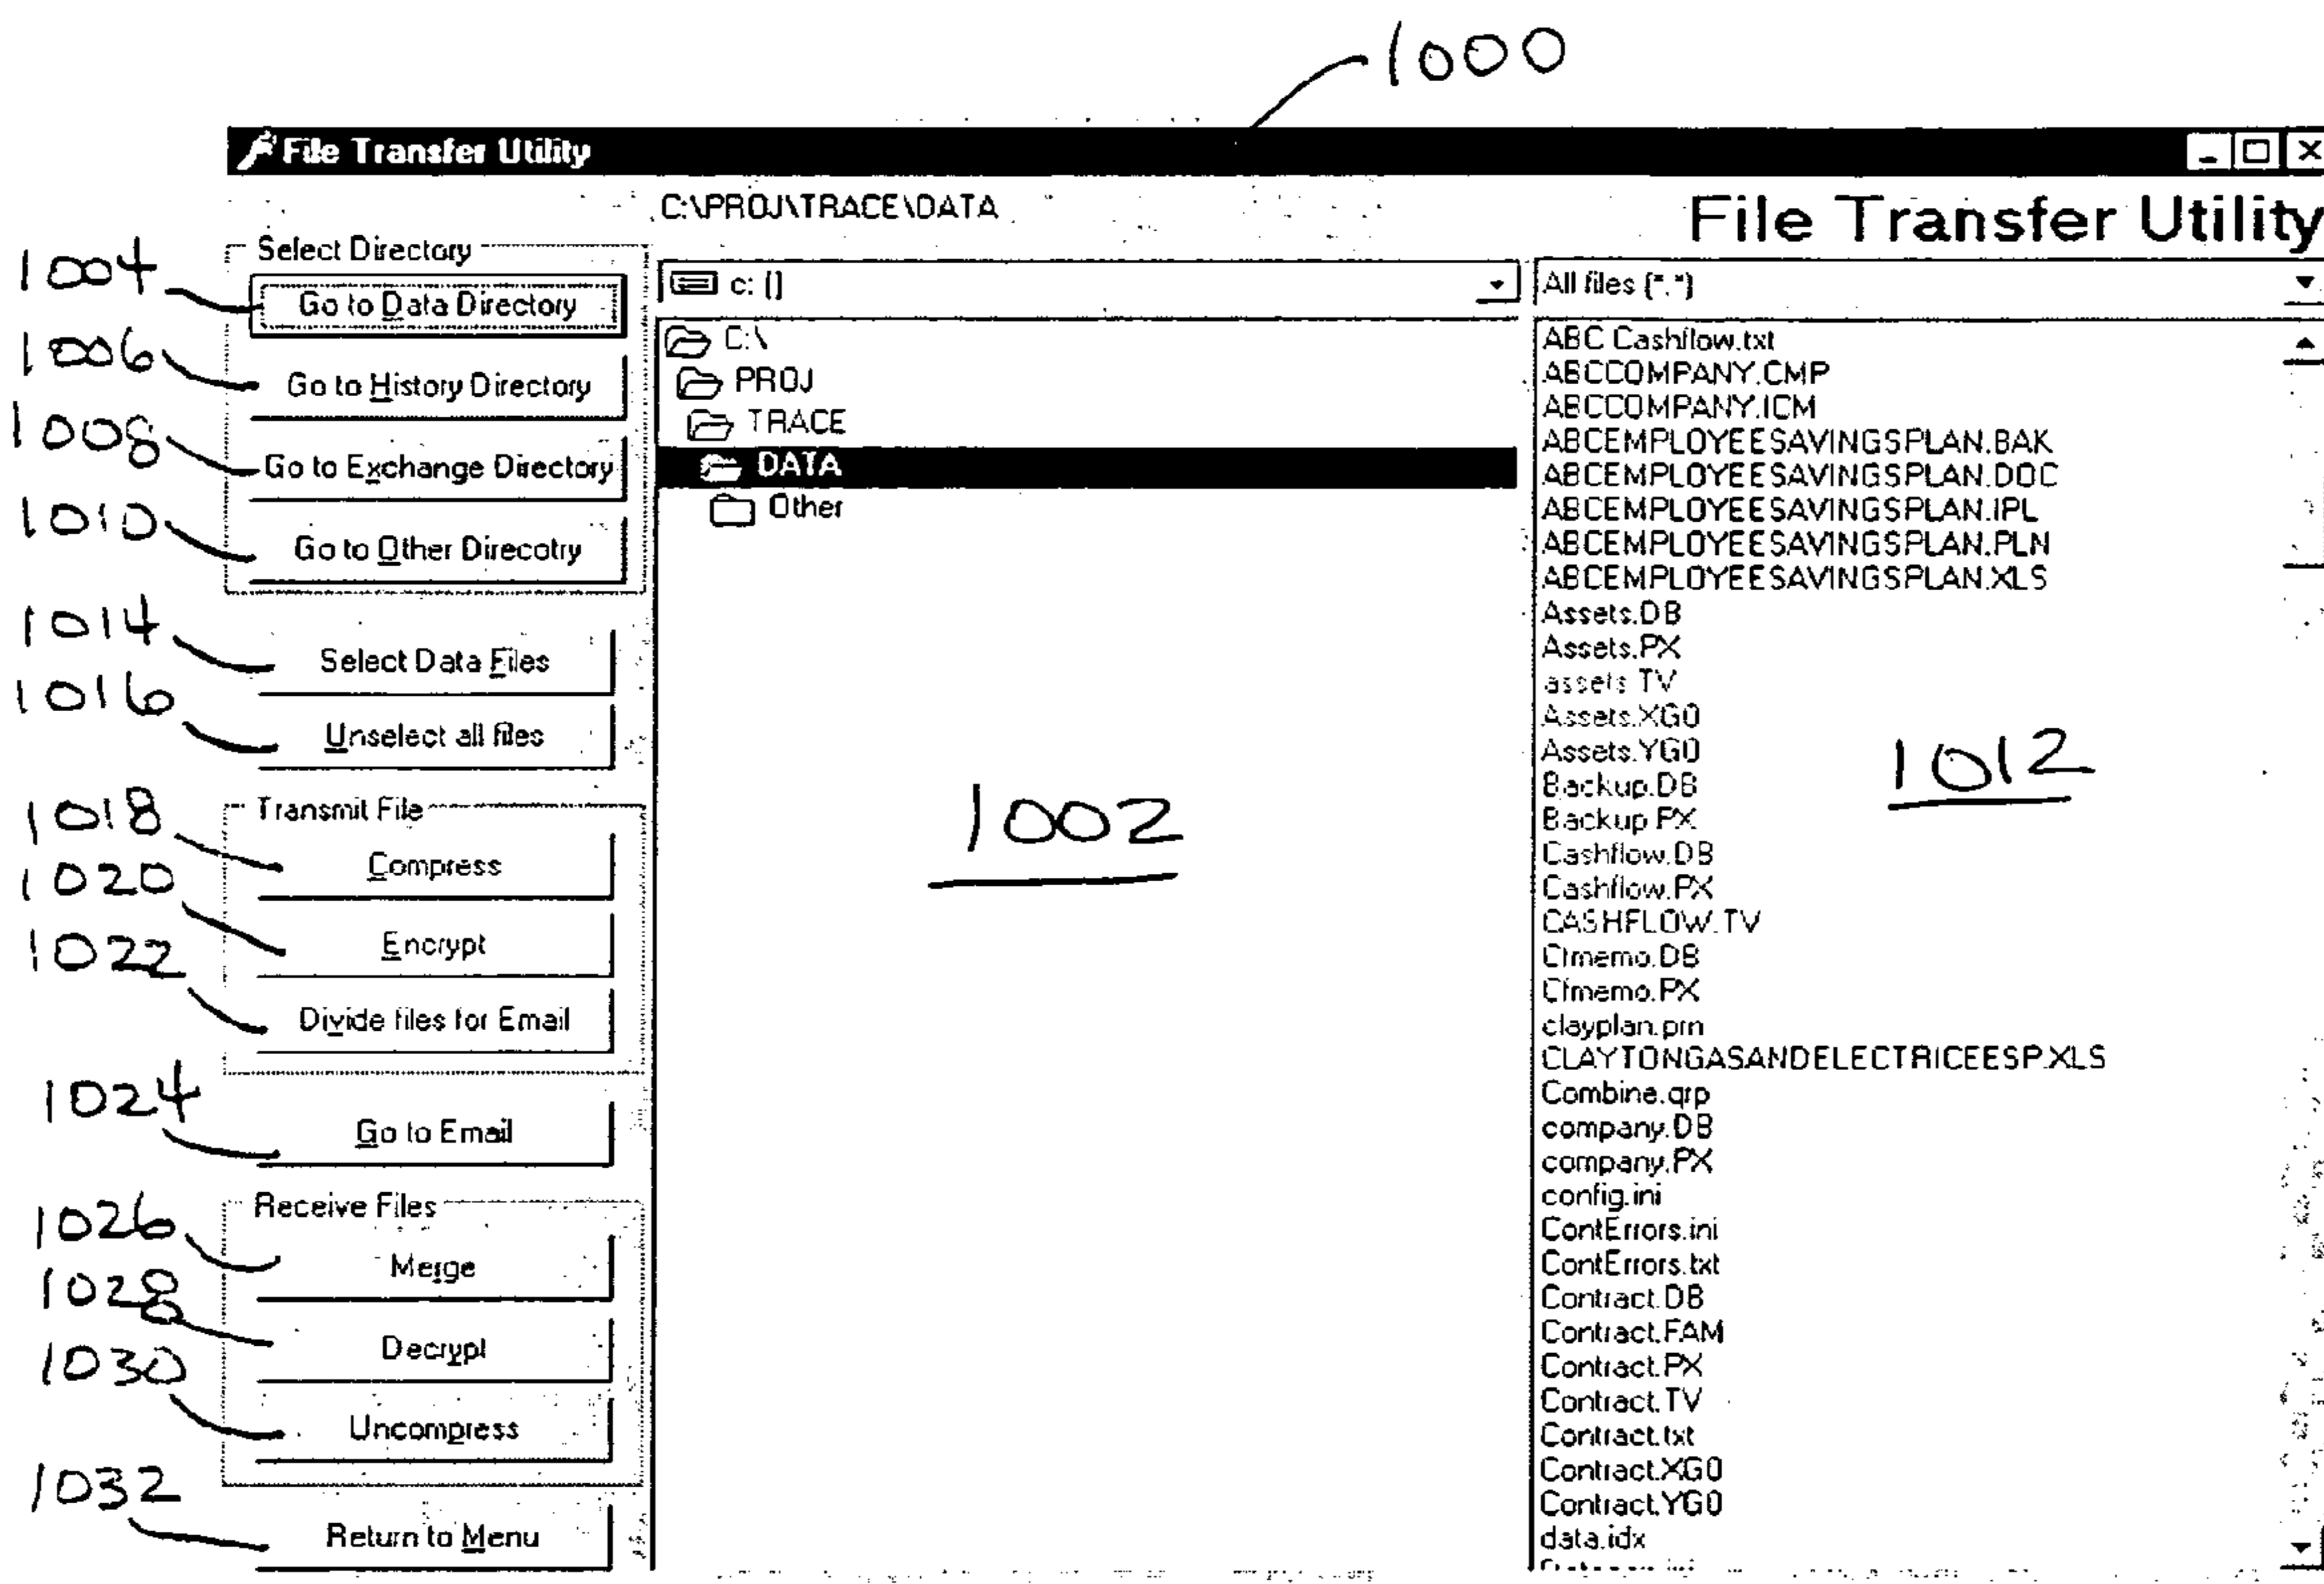 1000
File Transfer Utility
C:\PROJ\TRACE\DATA
File Transfer Utility
Select Directory
1004
Go to Data Directory
1006
Go to History Directory
1008
Go to Exchange Directory
1010
Go to Other Direcotry
1014
Select Data Files
1016
Unselect all files
1018
Transmit File
Compress
1020
Encrypt
1022
Divide files for Email
1024
Go to Email
Receive Files
1026
Merge
1028
Decrypt
1030
Uncompress
1032
Return to Menu
c: []
C:\
PROJ
TRACE
DATA
Other
1002
All files (*.*)
ABC Cashflow.txt
ABCCOMPANY.CMP
ABCCOMPANY.ICM
ABCEMPLOYEESAVINGSPLAN.BAK
ABCEMPLOYEESAVINGSPLAN.DOC
ABCEMPLOYEESAVINGSPLAN.IPL
ABCEMPLOYEESAVINGSPLAN.PLN
ABCEMPLOYEESAVINGSPLAN.XLS
Assets.DB
Assets.PX
assets.TV
Assets.XG0
Assets.YG0
1012
Backup.DB
Backup.PX
Cashflow.DB
Cashflow.PX
CASHFLOW.TV
Cfmemo.DB
Cfmemo.PX
clayplan.prn
CLAYTONGASANDELECTRICEESP.XLS
Combine.qrp
company.DB
company.PX
config.ini
ContErrors.ini
ContErrors.txt
Contract.DB
Contract.FAM
Contract.PX
Contract.TV
Contract.txt
Contract.XG0
Contract.YG0
data.idx